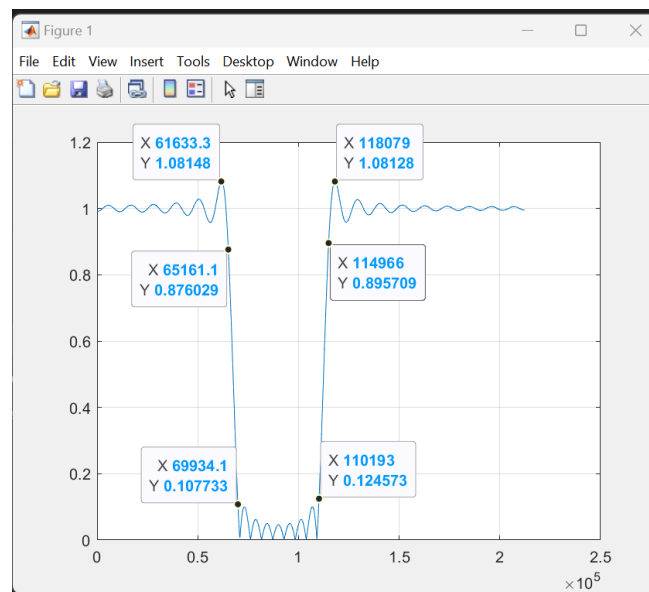 Figure 1
File Edit View Insert Tools Desktop Window Help
X 61633.3
Y 1.08148
X 118079
Y 1.08128
X 65161.1
Y 0.876029
X 114966
Y 0.895709
X 69934.1
Y 0.107733
X 110193
Y 0.124573
1.2
1
0.8
0.6
0.4
0.2
0
0 0.5 1 1.5 2 2.5
×10^5